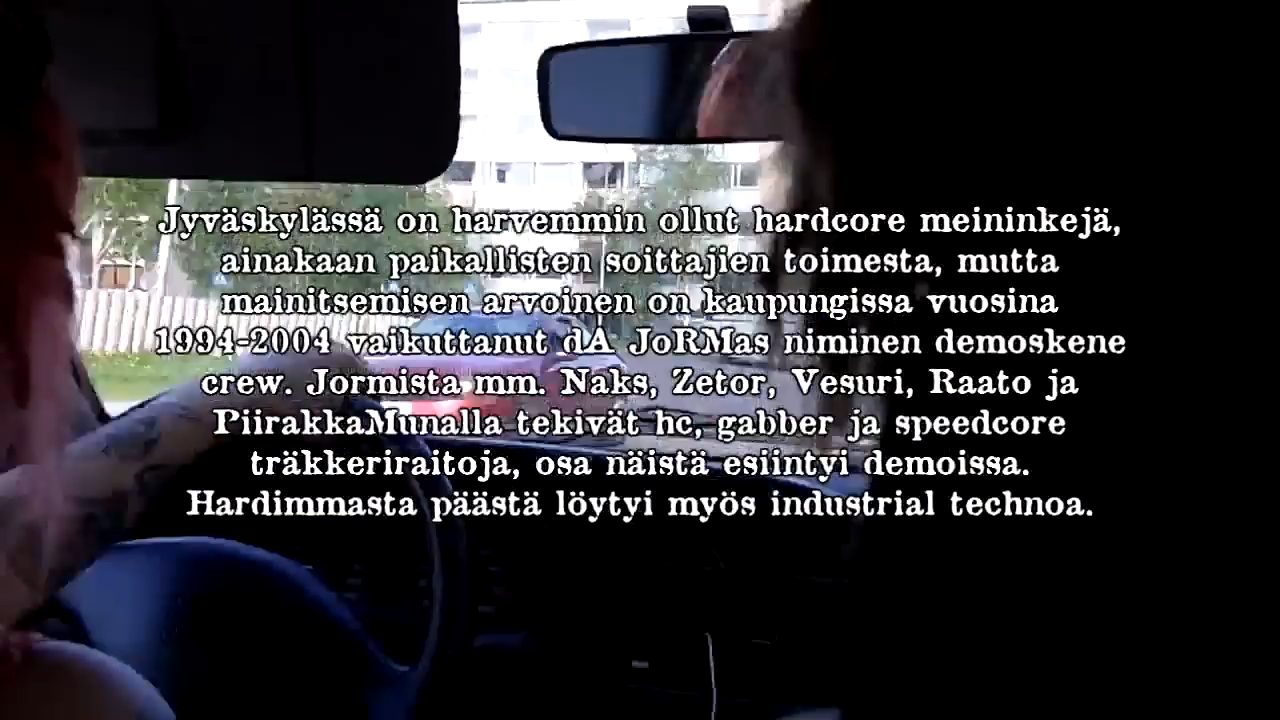 Jyväskylässä on harvemmin ollut hardcore meininkejä,
ainakaan paikallisten soittajien toimesta, mutta
mainitsemisen arvoinen on kaupungissa vuosina
1994-2004 vaikuttanut dA JoRMas niminen demoskene
crew. Jormista mm. Naks, Zetor, Vesuri, Raato ja
PiirakkaMunalla tekivät hc, gabber ja speedcore
träkkeriraitoja, osa näistä esiintyi demoissa.
Hardimmasta päästä löytyi myös industrial technoa.